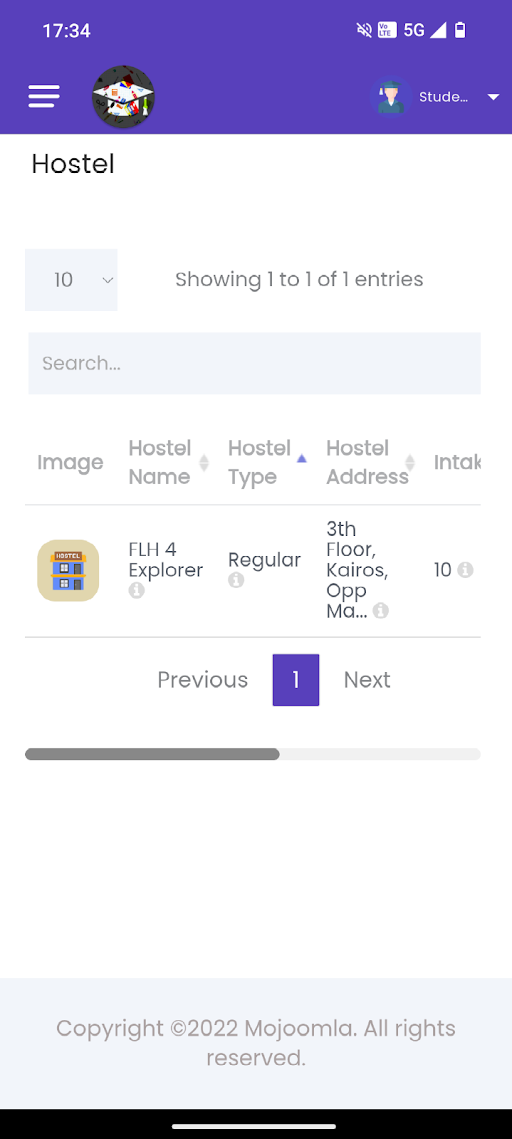 17:34
Vo LTE 5G
Stude...
Hostel
10
Showing 1 to 1 of 1 entries
Search...
Image
Hostel
Name
Hostel
Type
Hostel
Address
Intak
HOSTEL
FLH 4
Explorer
Regular
3th
Floor,
Kairos,
Opp
Ma...
10
Previous 1 Next
Copyright ©2022 Mojoomla. All rights
reserved.